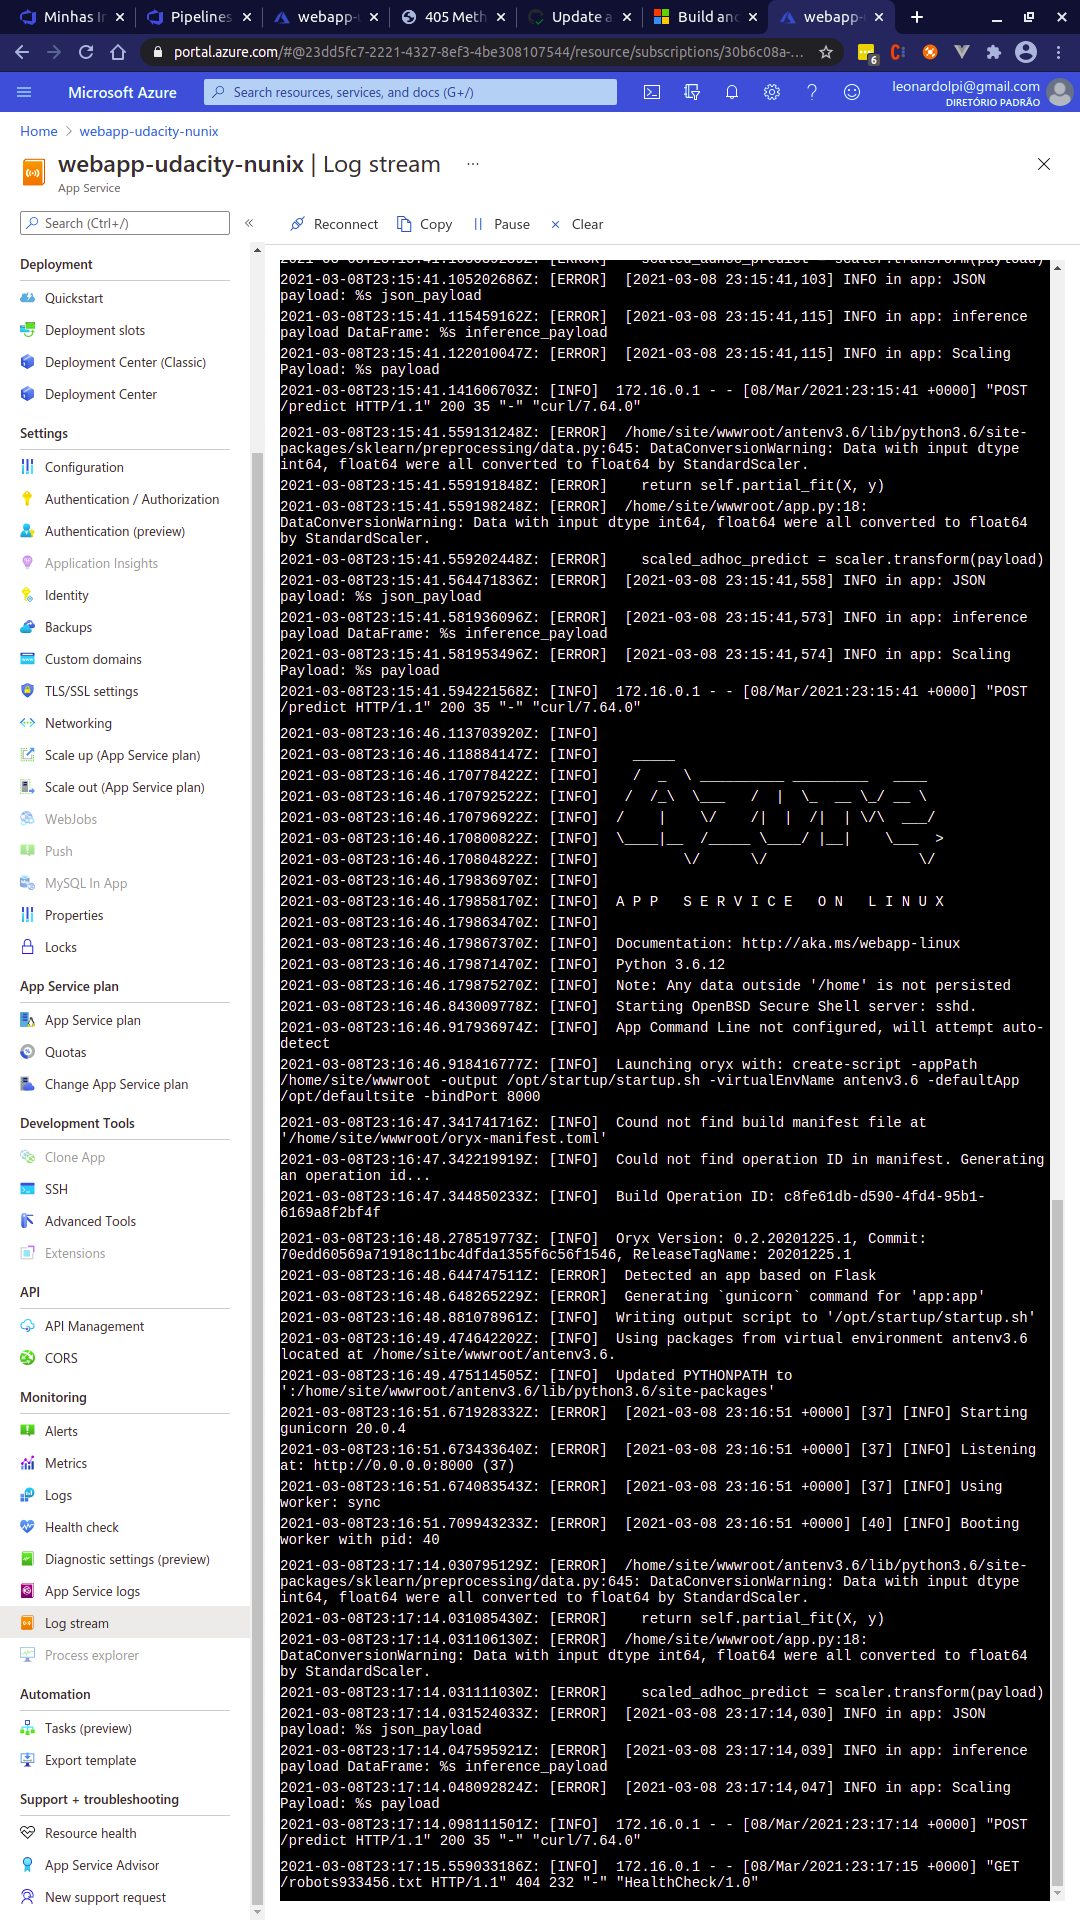 Minhas I
Pipelines
webapp-u
405 Meth
Update a
Build an
webapp-
portal.azure.com/#@23dd5fc7-2221-4327-8ef3-4be308107544/resource/subscriptions/30b6c08a-...
6
Microsoft Azure
Search resources, services, and docs (G+/)
leonardolpi@gmail.com
DIRETÓRIO PADRÃO
Home > webapp-udacity-nunix
webapp-udacity-nunix | Log stream ...
App Service
Search (Ctrl+/)
«
Reconnect
Copy
Pause
Clear
Deployment
Quickstart
Deployment slots
Deployment Center (Classic)
Deployment Center
Settings
Configuration
Authentication / Authorization
Authentication (preview)
Application Insights
Identity
Backups
Custom domains
TLS/SSL settings
Networking
Scale up (App Service plan)
Scale out (App Service plan)
WebJobs
Push
MySQL In App
Properties
Locks
App Service plan
App Service plan
Quotas
Change App Service plan
Development Tools
Clone App
SSH
Advanced Tools
Extensions
API
API Management
CORS
Monitoring
Alerts
Metrics
Logs
Health check
Diagnostic settings (preview)
App Service logs
Log stream
Process explorer
Automation
Tasks (preview)
Export template
Support + troubleshooting
Resource health
App Service Advisor
New support request
[ERROR]    scaled_adhoc_predict = scaler.transform(payload)
2021-03-08T23:15:41.105202686Z: [ERROR]  [2021-03-08 23:15:41,103] INFO in app: JSON
payload: %s json_payload
2021-03-08T23:15:41.115459162Z: [ERROR]  [2021-03-08 23:15:41,115] INFO in app: inference
payload DataFrame: %s inference_payload
2021-03-08T23:15:41.122010047Z: [ERROR]  [2021-03-08 23:15:41,115] INFO in app: Scaling
Payload: %s payload
2021-03-08T23:15:41.141606703Z: [INFO]  172.16.0.1 - - [08/Mar/2021:23:15:41 +0000] "POST
/predict HTTP/1.1" 200 35 "-" "curl/7.64.0"
2021-03-08T23:15:41.559131248Z: [ERROR]  /home/site/wwwroot/antenv3.6/lib/python3.6/site-
packages/sklearn/preprocessing/data.py:645: DataConversionWarning: Data with input dtype
int64, float64 were all converted to float64 by StandardScaler.
2021-03-08T23:15:41.559191848Z: [ERROR]    return self.partial_fit(X, y)
2021-03-08T23:15:41.559198248Z: [ERROR]  /home/site/wwwroot/app.py:18:
DataConversionWarning: Data with input dtype int64, float64 were all converted to float64
by StandardScaler.
2021-03-08T23:15:41.559202448Z: [ERROR]    scaled_adhoc_predict = scaler.transform(payload)
2021-03-08T23:15:41.564471836Z: [ERROR]  [2021-03-08 23:15:41,558] INFO in app: JSON
payload: %s json_payload
2021-03-08T23:15:41.581936096Z: [ERROR]  [2021-03-08 23:15:41,573] INFO in app: inference
payload DataFrame: %s inference_payload
2021-03-08T23:15:41.581953496Z: [ERROR]  [2021-03-08 23:15:41,574] INFO in app: Scaling
Payload: %s payload
2021-03-08T23:15:41.594221568Z: [INFO]  172.16.0.1 - - [08/Mar/2021:23:15:41 +0000] "POST
/predict HTTP/1.1" 200 35 "-" "curl/7.64.0"
2021-03-08T23:16:46.113703920Z: [INFO]
2021-03-08T23:16:46.118884147Z: [INFO]    _____
2021-03-08T23:16:46.170778422Z: [INFO]    /  _  \ __________ _________   ____
2021-03-08T23:16:46.170792522Z: [INFO]   /  /_\  \___   /  |  \_  __ \_/ __ \
2021-03-08T23:16:46.170796922Z: [INFO]  /    |    \/    /|  |  /|  | \/\  ___/
2021-03-08T23:16:46.170800822Z: [INFO]  \____|__  /_____ \____/ |__|    \___  >
2021-03-08T23:16:46.170804822Z: [INFO]          \/      \/                  \/
2021-03-08T23:16:46.179836970Z: [INFO]
2021-03-08T23:16:46.179858170Z: [INFO]  A P P   S E R V I C E   O N   L I N U X
2021-03-08T23:16:46.179863470Z: [INFO]
2021-03-08T23:16:46.179867370Z: [INFO]  Documentation: http://aka.ms/webapp-linux
2021-03-08T23:16:46.179871470Z: [INFO]  Python 3.6.12
2021-03-08T23:16:46.179875270Z: [INFO]  Note: Any data outside '/home' is not persisted
2021-03-08T23:16:46.843009778Z: [INFO]  Starting OpenBSD Secure Shell server: sshd.
2021-03-08T23:16:46.917936974Z: [INFO]  App Command Line not configured, will attempt auto-
detect
2021-03-08T23:16:46.918416777Z: [INFO]  Launching oryx with: create-script -appPath
/home/site/wwwroot -output /opt/startup/startup.sh -virtualEnvName antenv3.6 -defaultApp
/opt/defaultsite -bindPort 8000
2021-03-08T23:16:47.341741716Z: [INFO]  Cound not find build manifest file at
'/home/site/wwwroot/oryx-manifest.toml'
2021-03-08T23:16:47.342219919Z: [INFO]  Could not find operation ID in manifest. Generating
an operation id...
2021-03-08T23:16:47.344850233Z: [INFO]  Build Operation ID: c8fe61db-d590-4fd4-95b1-
6169a8f2bf4f
2021-03-08T23:16:48.278519773Z: [INFO]  Oryx Version: 0.2.20201225.1, Commit:
70edd60569a71918c11bc4dfda1355f6c56f1546, ReleaseTagName: 20201225.1
2021-03-08T23:16:48.644747511Z: [ERROR]  Detected an app based on Flask
2021-03-08T23:16:48.648265229Z: [ERROR]  Generating `gunicorn` command for 'app:app'
2021-03-08T23:16:48.881078961Z: [INFO]  Writing output script to '/opt/startup/startup.sh'
2021-03-08T23:16:49.474642202Z: [INFO]  Using packages from virtual environment antenv3.6
located at /home/site/wwwroot/antenv3.6.
2021-03-08T23:16:49.475114505Z: [INFO]  Updated PYTHONPATH to
':/home/site/wwwroot/antenv3.6/lib/python3.6/site-packages'
2021-03-08T23:16:51.671928332Z: [ERROR]  [2021-03-08 23:16:51 +0000] [37] [INFO] Starting
gunicorn 20.0.4
2021-03-08T23:16:51.673433640Z: [ERROR]  [2021-03-08 23:16:51 +0000] [37] [INFO] Listening
at: http://0.0.0.0:8000 (37)
2021-03-08T23:16:51.674083543Z: [ERROR]  [2021-03-08 23:16:51 +0000] [37] [INFO] Using
worker: sync
2021-03-08T23:16:51.709943233Z: [ERROR]  [2021-03-08 23:16:51 +0000] [40] [INFO] Booting
worker with pid: 40
2021-03-08T23:17:14.030795129Z: [ERROR]  /home/site/wwwroot/antenv3.6/lib/python3.6/site-
packages/sklearn/preprocessing/data.py:645: DataConversionWarning: Data with input dtype
int64, float64 were all converted to float64 by StandardScaler.
2021-03-08T23:17:14.031085430Z: [ERROR]    return self.partial_fit(X, y)
2021-03-08T23:17:14.031106130Z: [ERROR]  /home/site/wwwroot/app.py:18:
DataConversionWarning: Data with input dtype int64, float64 were all converted to float64
by StandardScaler.
2021-03-08T23:17:14.031111030Z: [ERROR]    scaled_adhoc_predict = scaler.transform(payload)
2021-03-08T23:17:14.031524033Z: [ERROR]  [2021-03-08 23:17:14,030] INFO in app: JSON
payload: %s json_payload
2021-03-08T23:17:14.047595921Z: [ERROR]  [2021-03-08 23:17:14,039] INFO in app: inference
payload DataFrame: %s inference_payload
2021-03-08T23:17:14.048092824Z: [ERROR]  [2021-03-08 23:17:14,047] INFO in app: Scaling
Payload: %s payload
2021-03-08T23:17:14.098111501Z: [INFO]  172.16.0.1 - - [08/Mar/2021:23:17:14 +0000] "POST
/predict HTTP/1.1" 200 35 "-" "curl/7.64.0"
2021-03-08T23:17:15.559033186Z: [INFO]  172.16.0.1 - - [08/Mar/2021:23:17:15 +0000] "GET
/robots933456.txt HTTP/1.1" 404 232 "-" "HealthCheck/1.0"